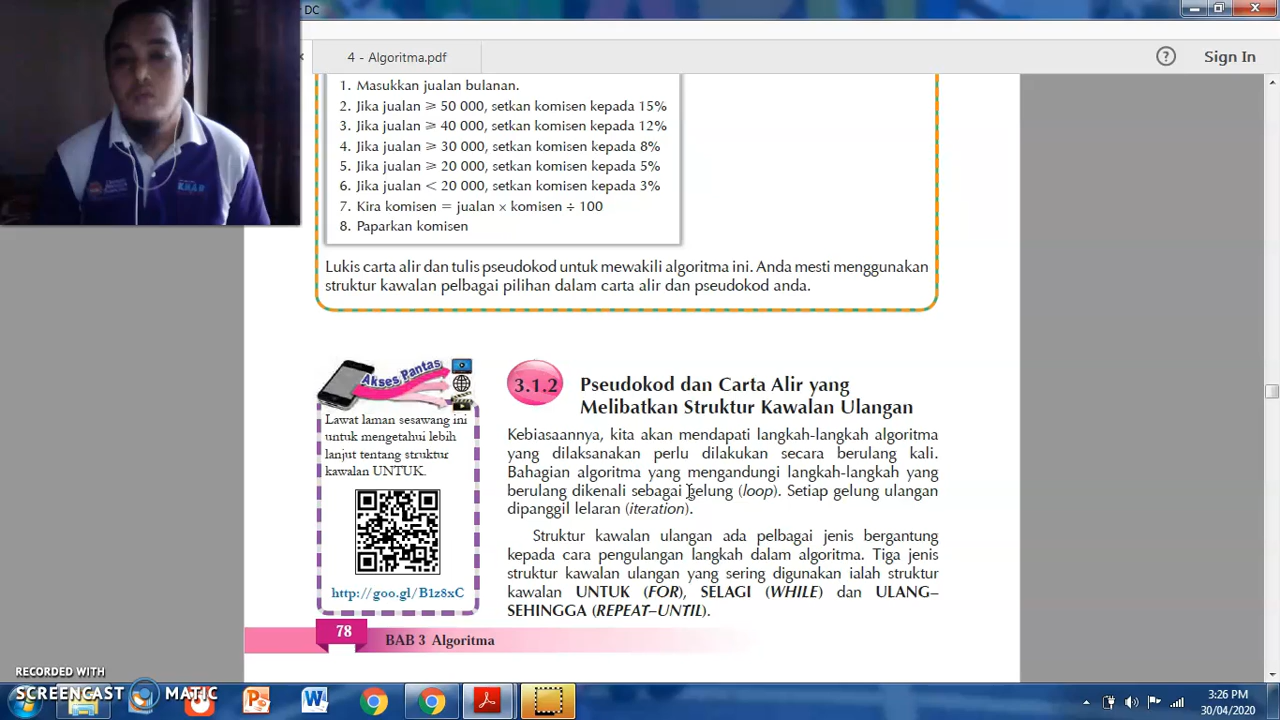 DC
4 - Algoritma.pdf
Sign In
1. Masukkan jualan bulanan.
2. Jika jualan ⩾ 50 000, setkan komisen kepada 15%
3. Jika jualan ⩾ 40 000, setkan komisen kepada 12%
4. Jika jualan ⩾ 30 000, setkan komisen kepada 8%
5. Jika jualan ⩾ 20 000, setkan komisen kepada 5%
6. Jika jualan < 20 000, setkan komisen kepada 3%
7. Kira komisen = jualan × komisen ÷ 100
8. Paparkan komisen
Lukis carta alir dan tulis pseudokod untuk mewakili algoritma ini. Anda mesti menggunakan
struktur kawalan pelbagai pilihan dalam carta alir dan pseudokod anda.
Akses Pantas
Lawat laman sesawang ini
untuk mengetahui lebih
lanjut tentang struktur
kawalan UNTUK.
http://goo.gl/B1z8xC
3.1.2
Pseudokod dan Carta Alir yang
Melibatkan Struktur Kawalan Ulangan
Kebiasaannya, kita akan mendapati langkah-langkah algoritma
yang dilaksanakan perlu dilakukan secara berulang kali.
Bahagian algoritma yang mengandungi langkah-langkah yang
berulang dikenali sebagai gelung (loop). Setiap gelung ulangan
dipanggil lelaran (iteration).
Struktur kawalan ulangan ada pelbagai jenis bergantung
kepada cara pengulangan langkah dalam algoritma. Tiga jenis
struktur kawalan ulangan yang sering digunakan ialah struktur
kawalan UNTUK (FOR), SELAGI (WHILE) dan ULANG–
SEHINGGA (REPEAT–UNTIL).
78
BAB 3 Algoritma
RECORDED WITH
SCREENCAST MATIC
3:26 PM
30/04/2020